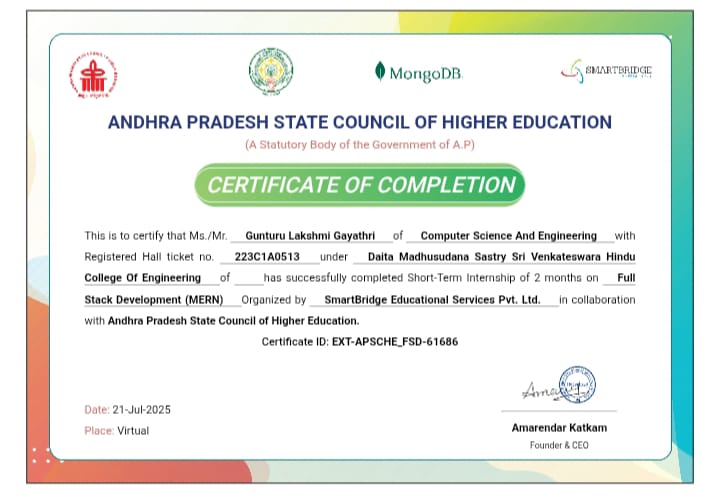 MongoDB.
SMARTBRIDGE
ANDHRA PRADESH STATE COUNCIL OF HIGHER EDUCATION
(A Statutory Body of the Government of A.P)
CERTIFICATE OF COMPLETION
This is to certify that Ms./Mr. Gunturu Lakshmi Gayathri of Computer Science And Engineering with
Registered Hall ticket no. 223C1A0513 under Daita Madhusudana Sastry Sri Venkateswara Hindu
College Of Engineering of has successfully completed Short-Term Internship of 2 months on Full
Stack Development (MERN) Organized by SmartBridge Educational Services Pvt. Ltd. in collaboration
with Andhra Pradesh State Council of Higher Education.
Certificate ID: EXT-APSCHE_FSD-61686
Date: 21-Jul-2025
Place: Virtual
Amarendar Katkam
Founder & CEO